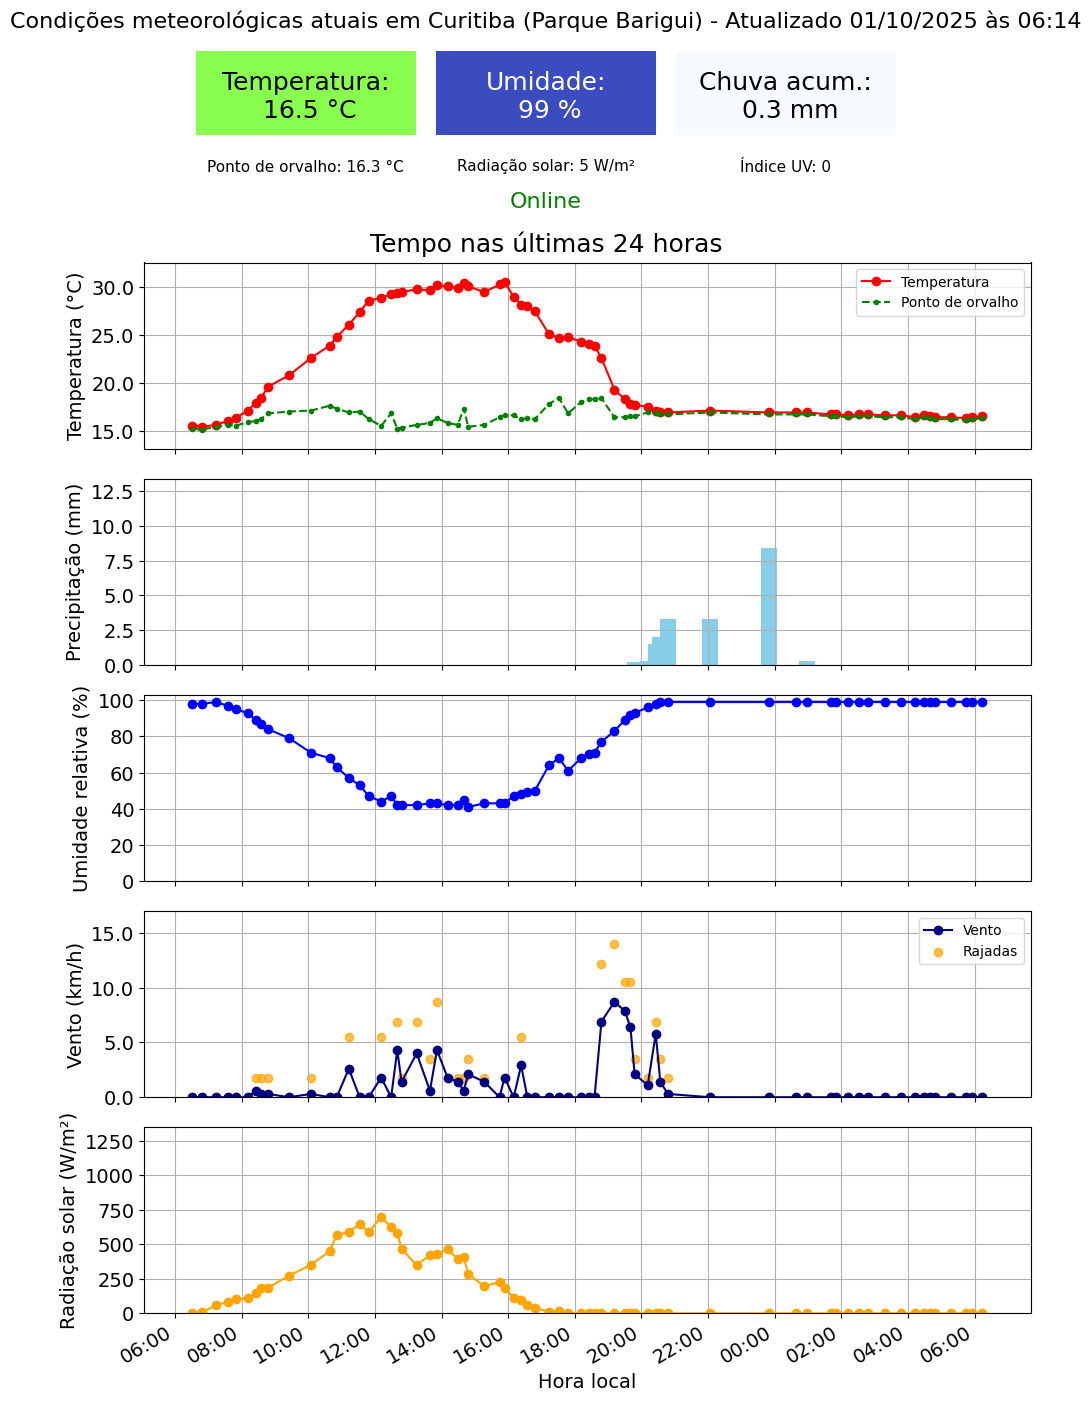 Condições meteorológicas atuais em Curitiba (Parque Barigui) - Atualizado 01/10/2025 às 06:14
Temperatura:
16.5 °C
Umidade:
99 %
Chuva acum.:
0.3 mm
Ponto de orvalho: 16.3 °C
Radiação solar: 5 W/m²
Índice UV: 0
Online
Tempo nas últimas 24 horas
Temperatura (°C)
30.0
25.0
20.0
15.0
Temperatura
Ponto de orvalho
Precipitação (mm)
12.5
10.0
7.5
5.0
2.5
0.0
Umidade relativa (%)
100
80
60
40
20
0
Vento (km/h)
15.0
10.0
5.0
0.0
Vento
Rajadas
Radiação solar (W/m²)
1250
1000
750
500
250
0
06:00 08:00 10:00 12:00 14:00 16:00 18:00 20:00 22:00 00:00 02:00 04:00 06:00
Hora local